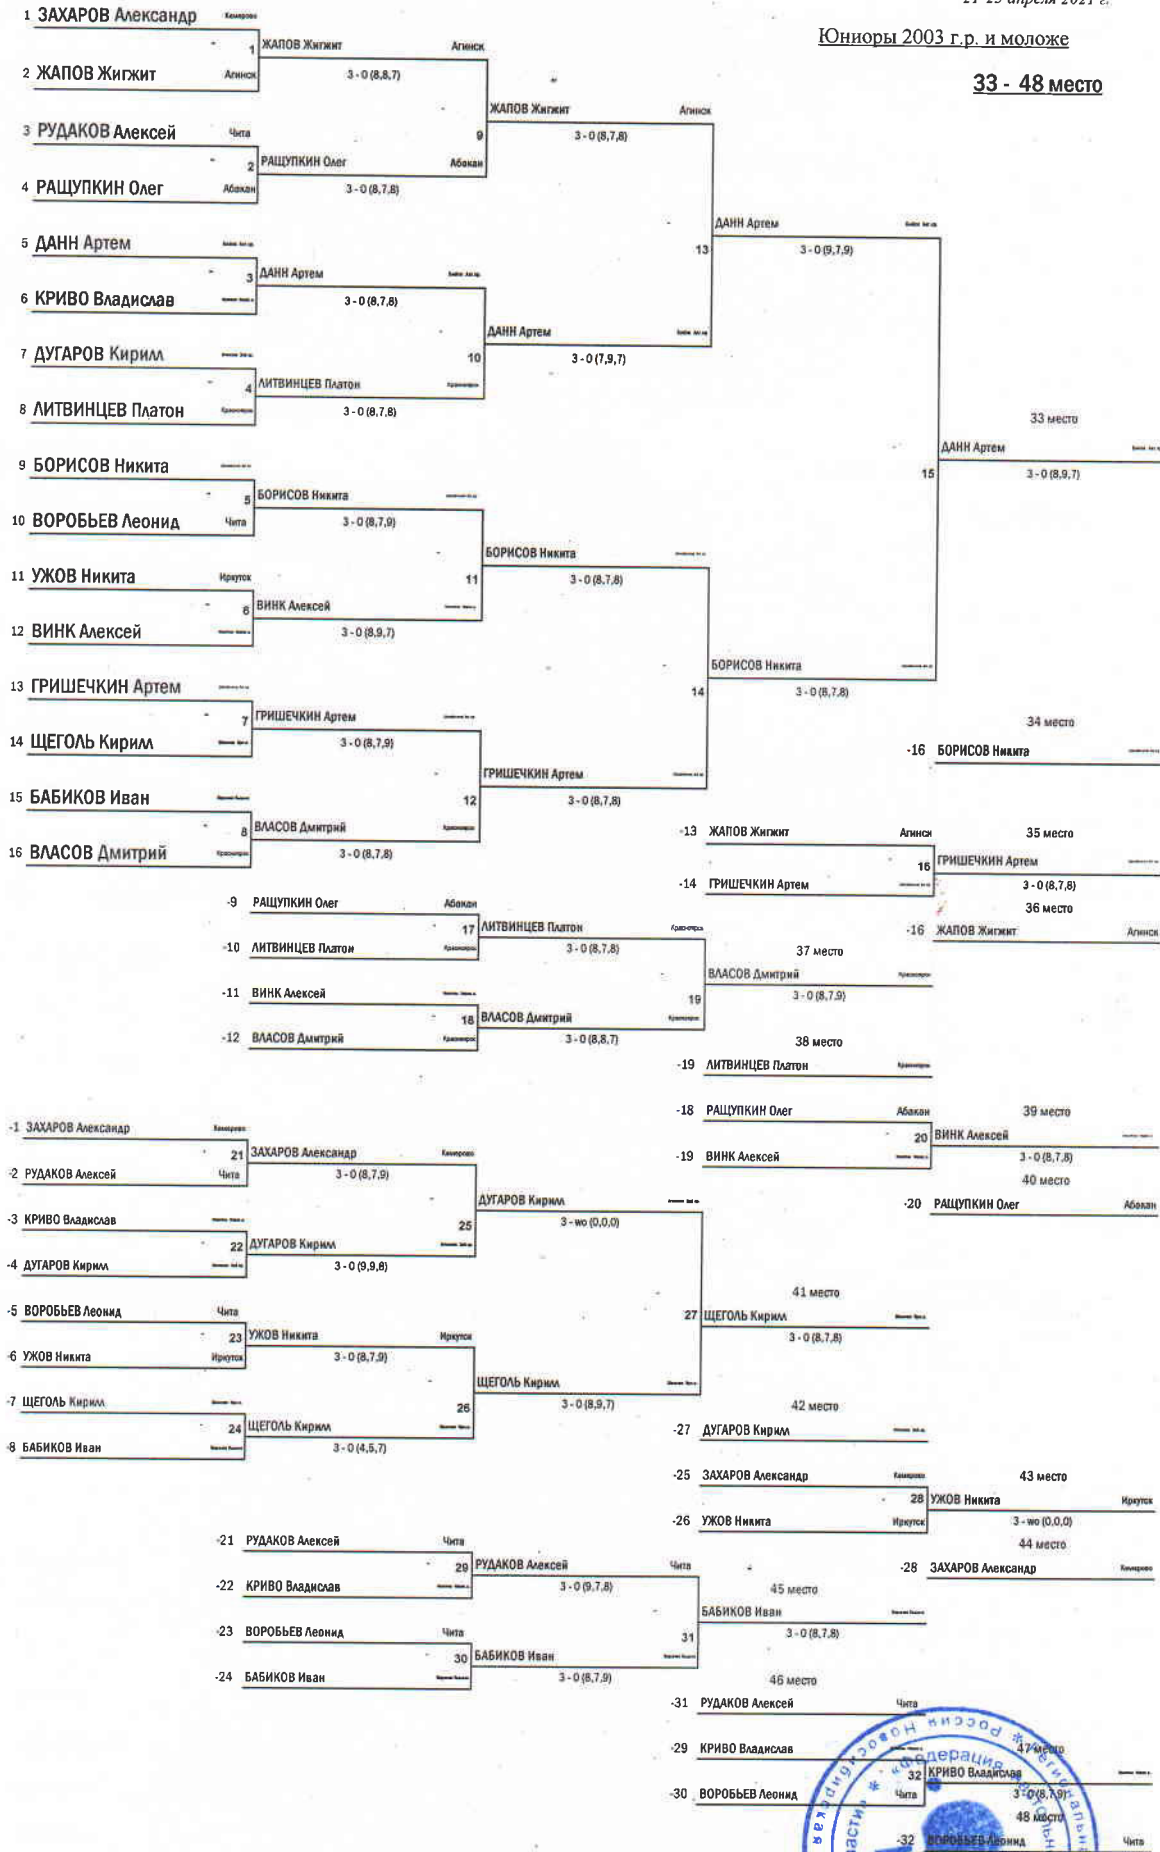 21-25 апреля 2021 г.
Юниоры 2003 г.р. и моложе
33 - 48 место
1 ЗАХАРОВ Александр Кемерово
1 ЖАПОВ Жигжит Агинск
2 ЖАПОВ Жигжит Агинск
3 - 0 (8,8,7)
ЖАПОВ Жигжит Агинск
3 РУДАКОВ Алексей Чита
9
3 - 0 (8,7,8)
2 РАЩУПКИН Олег Абакан
4 РАЩУПКИН Олег Абакан
3 - 0 (8,7,8)
ДАНН Артем
5 ДАНН Артем
13
3 - 0 (9,7,9)
3 ДАНН Артем
6 КРИВО Владислав
3 - 0 (8,7,8)
ДАНН Артем
7 ДУГАРОВ Кирилл
10
3 - 0 (7,9,7)
4 ЛИТВИНЦЕВ Платон Красноярск
8 ЛИТВИНЦЕВ Платон Красноярск
3 - 0 (8,7,8)
33 место
ДАНН Артем
9 БОРИСОВ Никита
15
3 - 0 (8,9,7)
5 БОРИСОВ Никита
10 ВОРОБЬЕВ Леонид Чита
3 - 0 (8,7,9)
БОРИСОВ Никита
11 УЖОВ Никита Иркутск
11
3 - 0 (8,7,8)
6 ВИНК Алексей
12 ВИНК Алексей
3 - 0 (8,9,7)
БОРИСОВ Никита
13 ГРИШЕЧКИН Артем
14
3 - 0 (8,7,8)
7 ГРИШЕЧКИН Артем
34 место
14 ЩЕГОЛЬ Кирилл
3 - 0 (8,7,9)
-16 БОРИСОВ Никита
ГРИШЕЧКИН Артем
15 БАБИКОВ Иван
12
3 - 0 (8,7,8)
8 ВЛАСОВ Дмитрий Красноярск
-13 ЖАПОВ Жигжит Агинск
35 место
16 ВЛАСОВ Дмитрий Красноярск
3 - 0 (8,7,8)
16 ГРИШЕЧКИН Артем
-14 ГРИШЕЧКИН Артем
3 - 0 (8,7,8)
-9 РАЩУПКИН Олег Абакан
36 место
17 ЛИТВИНЦЕВ Платон Красноярск
-16 ЖАПОВ Жигжит Агинск
-10 ЛИТВИНЦЕВ Платон Красноярск
3 - 0 (8,7,8)
37 место
ВЛАСОВ Дмитрий Красноярск
-11 ВИНК Алексей
19
3 - 0 (8,7,9)
18 ВЛАСОВ Дмитрий Красноярск
-12 ВЛАСОВ Дмитрий Красноярск
3 - 0 (8,8,7)
38 место
-19 ЛИТВИНЦЕВ Платон Красноярск
-18 РАЩУПКИН Олег Абакан
39 место
-1 ЗАХАРОВ Александр Кемерово
20 ВИНК Алексей
21 ЗАХАРОВ Александр Кемерово
-19 ВИНК Алексей
3 - 0 (8,7,8)
-2 РУДАКОВ Алексей Чита
3 - 0 (8,7,9)
40 место
ДУГАРОВ Кирилл
-20 РАЩУПКИН Олег Абакан
-3 КРИВО Владислав
25
3 - wo (0,0,0)
22 ДУГАРОВ Кирилл
-4 ДУГАРОВ Кирилл
3 - 0 (9,9,8)
41 место
-5 ВОРОБЬЕВ Леонид Чита
27 ЩЕГОЛЬ Кирилл
23 УЖОВ Никита Иркутск
3 - 0 (8,7,8)
-6 УЖОВ Никита Иркутск
3 - 0 (8,7,9)
ЩЕГОЛЬ Кирилл
-7 ЩЕГОЛЬ Кирилл
26
3 - 0 (8,9,7)
42 место
24 ЩЕГОЛЬ Кирилл
-27 ДУГАРОВ Кирилл
-8 БАБИКОВ Иван
3 - 0 (4,5,7)
-25 ЗАХАРОВ Александр Кемерово
43 место
28 УЖОВ Никита Иркутск
-26 УЖОВ Никита Иркутск
3 - wo (0,0,0)
-21 РУДАКОВ Алексей Чита
44 место
29 РУДАКОВ Алексей Чита
-28 ЗАХАРОВ Александр Кемерово
-22 КРИВО Владислав
3 - 0 (9,7,8)
45 место
БАБИКОВ Иван
-23 ВОРОБЬЕВ Леонид Чита
31
3 - 0 (8,7,8)
30 БАБИКОВ Иван
-24 БАБИКОВ Иван
3 - 0 (8,7,9)
46 место
-31 РУДАКОВ Алексей Чита
-29 КРИВО Владислав
47 место
32 КРИВО Владислав
-30 ВОРОБЬЕВ Леонид Чита
3 - 0 (8,7,9)
48 место
-32 ВОРОБЬЕВ Леонид Чита